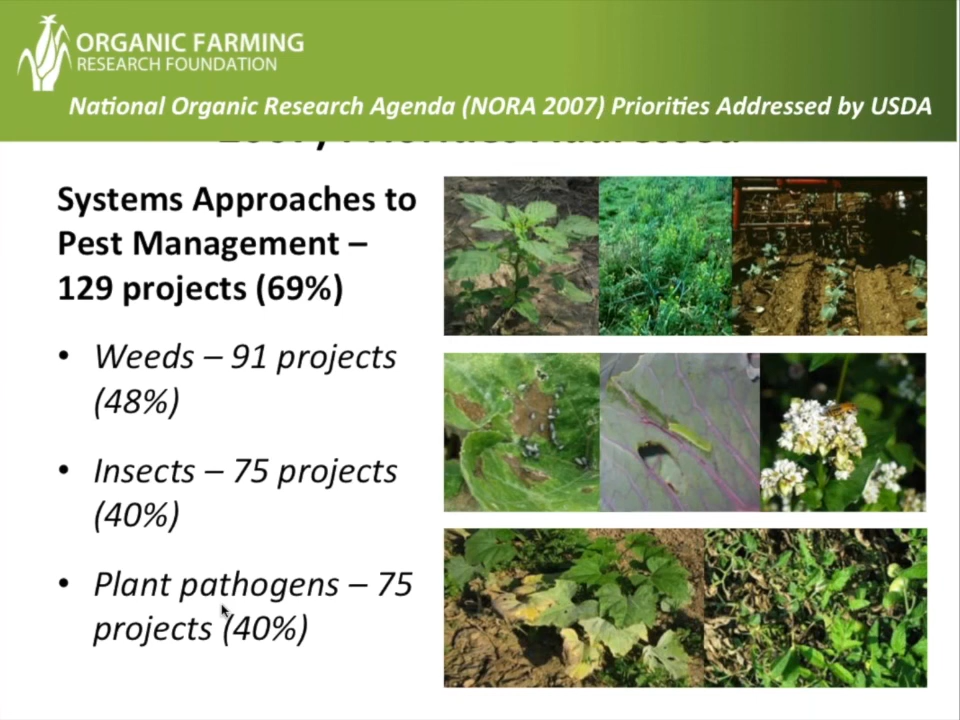 ORGANIC FARMING
RESEARCH FOUNDATION
National Organic Research Agenda (NORA 2007) Priorities Addressed by USDA
Systems Approaches to
Pest Management –
129 projects (69%)
• Weeds – 91 projects
(48%)
• Insects – 75 projects
(40%)
• Plant pathogens – 75
projects (40%)